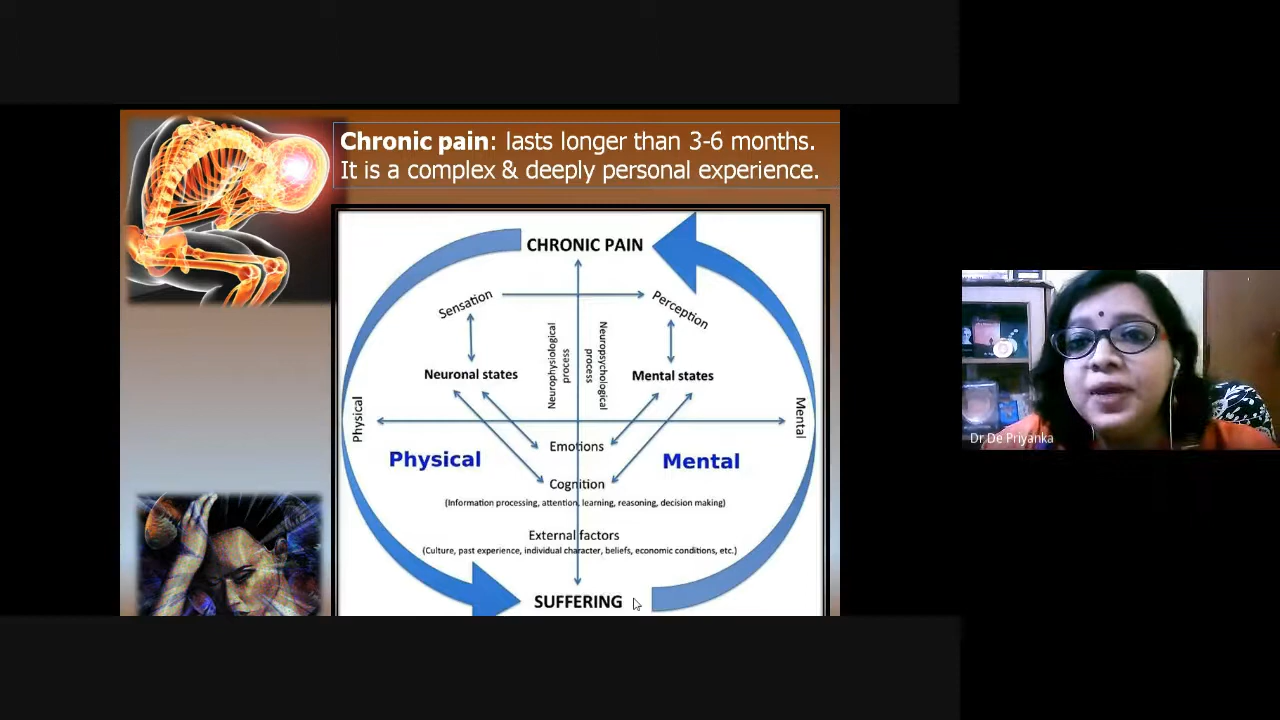 Chronic pain: lasts longer than 3-6 months.
It is a complex & deeply personal experience.
CHRONIC PAIN
Sensation
Perception
Neurophysiological
process
Neuropsychological
process
Neuronal states
Mental states
Physical
Mental
Emotions
Physical
Mental
Cognition
(Information processing, attention, learning, reasoning, decision making)
External factors
(Culture, past experience, individual character, beliefs, economic conditions, etc.)
SUFFERING
Dr De Priyanka